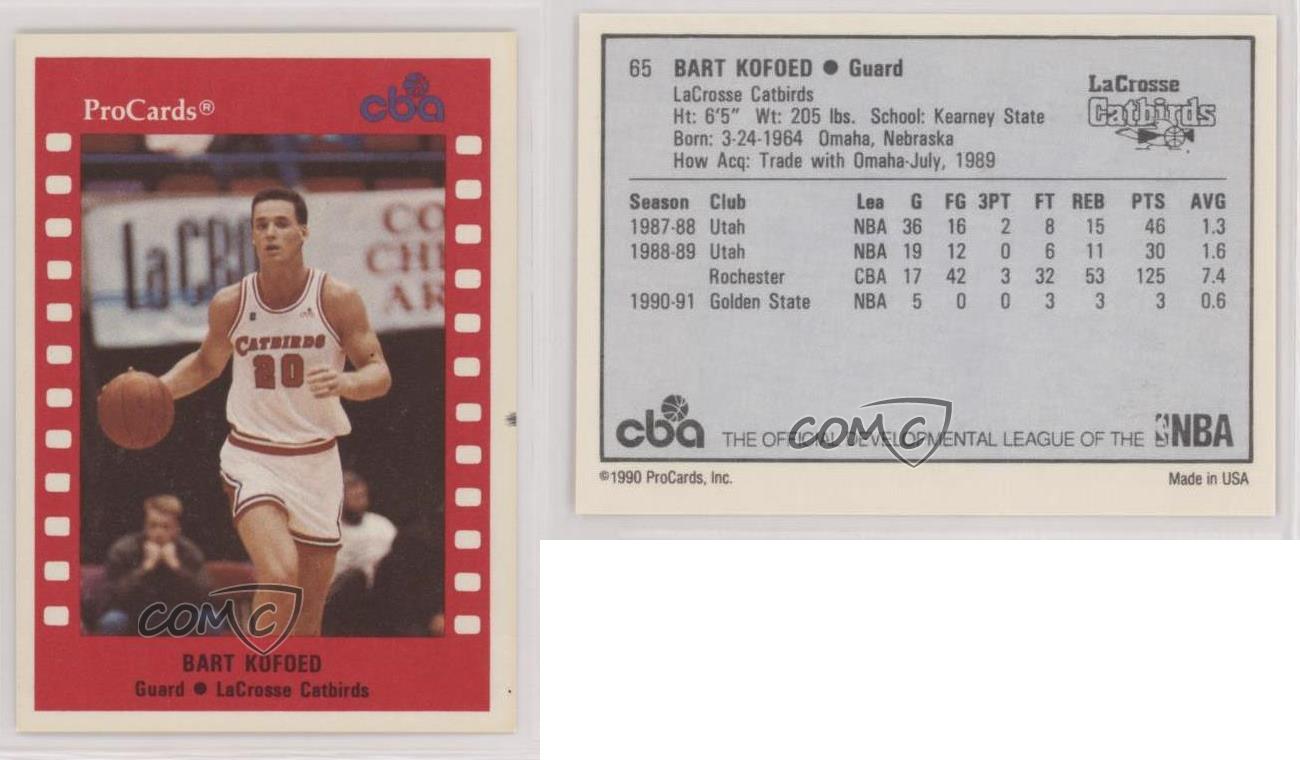 ProCards®
cba
LaCRO
CO
CHI
AR
CATBIRDS
20
COMC
BART KOFOED
Guard ● LaCrosse Catbirds
65 BART KOFOED ● Guard
LaCrosse Catbirds
Ht: 6'5" Wt: 205 lbs. School: Kearney State
Born: 3-24-1964 Omaha, Nebraska
How Acq: Trade with Omaha-July, 1989
LaCrosse
Catbirds
Season Club Lea G FG 3PT FT REB PTS AVG
1987-88 Utah NBA 36 16 2 8 15 46 1.3
1988-89 Utah NBA 19 12 0 6 11 30 1.6
Rochester CBA 17 42 3 32 53 125 7.4
1990-91 Golden State NBA 5 0 0 3 3 3 0.6
cba THE OFFICIAL DEVELOPMENTAL LEAGUE OF THE NBA
COMC
©1990 ProCards, Inc. Made in USA